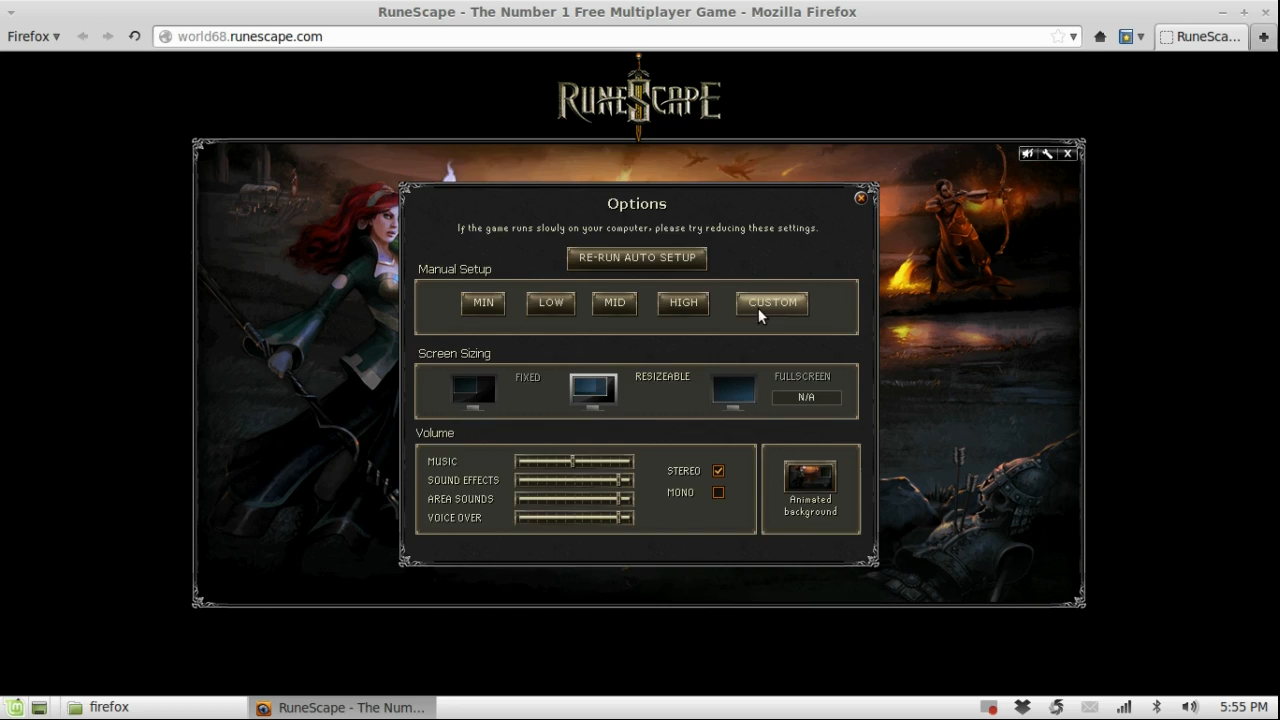 RuneScape - The Number 1 Free Multiplayer Game - Mozilla Firefox
Firefox
world68.runescape.com
RuneSca...
RUNESCAPE
Options
If the game runs slowly on your computer, please try reducing these settings.
RE-RUN AUTO SETUP
Manual Setup
MIN LOW MID HIGH CUSTOM
Screen Sizing
FIXED RESIZEABLE FULLSCREEN
N/A
Volume
MUSIC
SOUND EFFECTS
AREA SOUNDS
VOICE OVER
STEREO
MONO
Animated
background
firefox
RuneScape - The Num...
5:55 PM